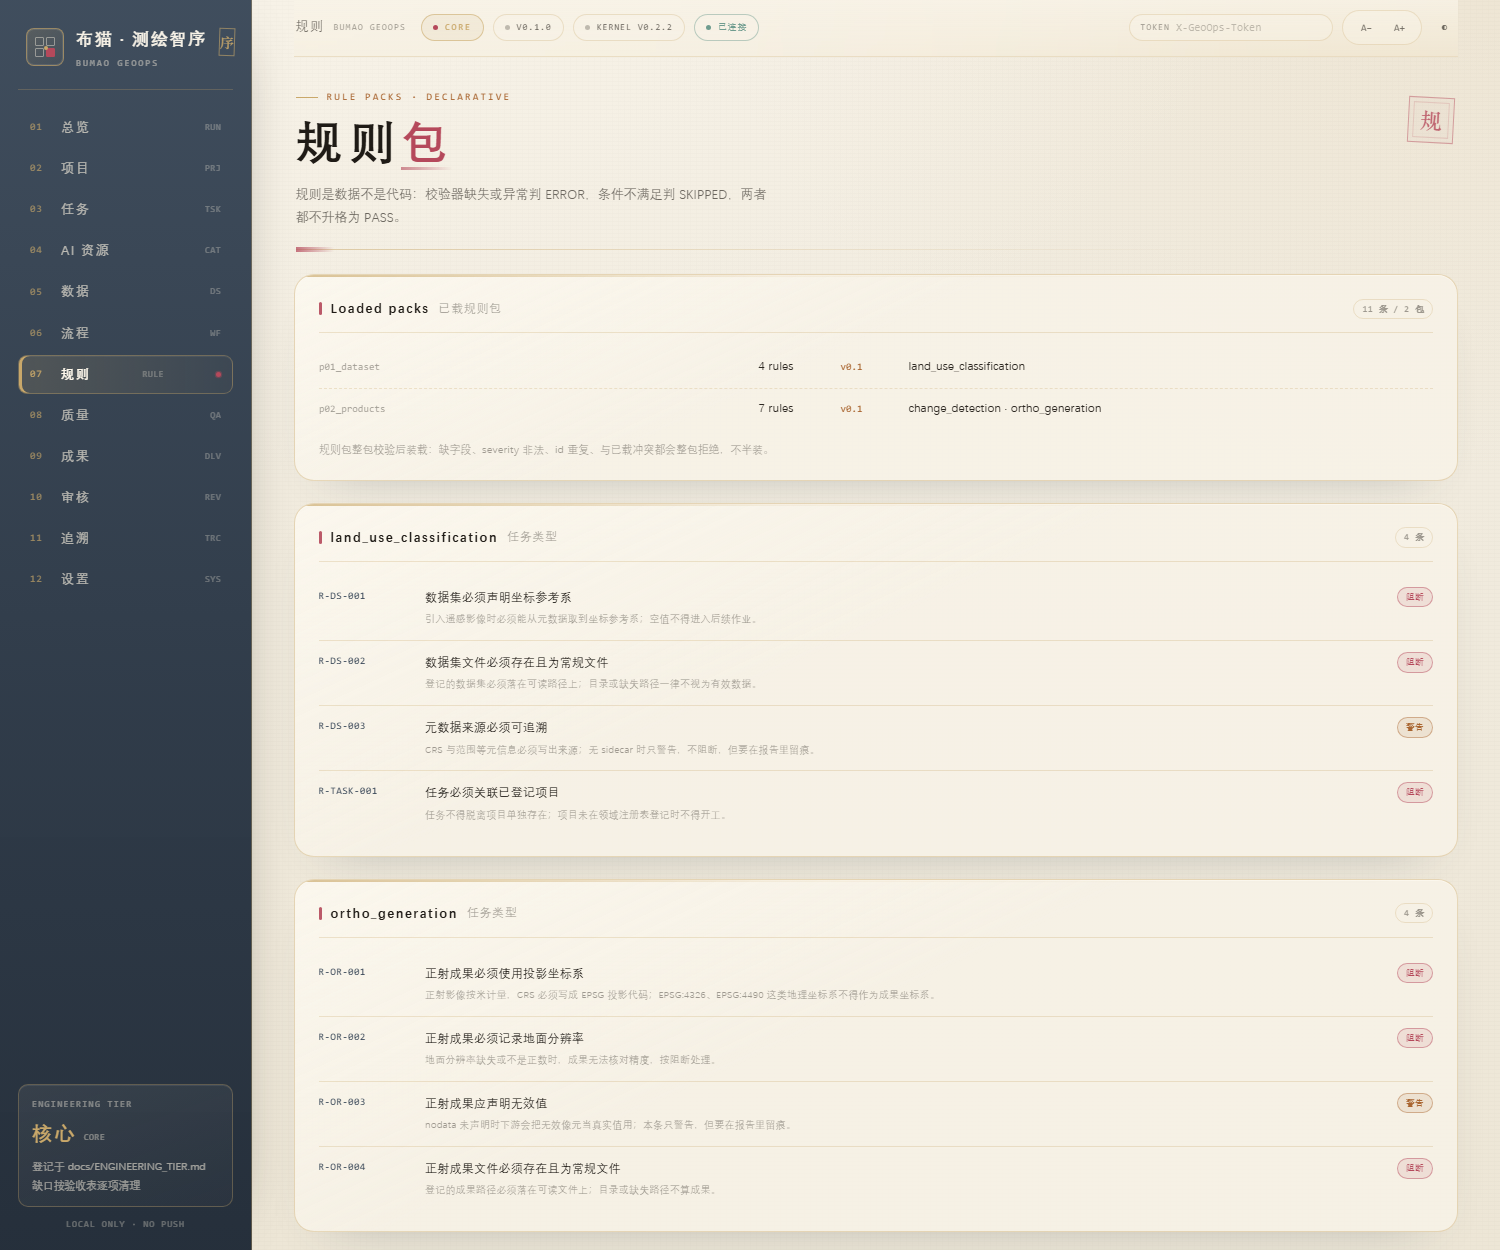 布猫 · 测绘智序
序
BUMAO GEOOPS
01 总览 RUN
02 项目 PRJ
03 任务 TSK
04 AI 资源 CAT
05 数据 DS
06 流程 WF
07 规则 RULE
08 质量 QA
09 成果 DLV
10 审核 REV
11 追溯 TRC
12 设置 SYS
ENGINEERING TIER
核心 CORE
登记于 docs/ENGINEERING_TIER.md
缺口按验收表逐项清理
LOCAL ONLY · NO PUSH
规则 BUMAO GEOOPS CORE V0.1.0 KERNEL V0.2.2 已连接 TOKEN X-GeoOps-Token A− A+
RULE PACKS · DECLARATIVE
规则包
规
规则是数据不是代码：校验器缺失或异常判 ERROR，条件不满足判 SKIPPED，两者
都不升格为 PASS。
Loaded packs 已载规则包 11 条 / 2 包
p01_dataset 4 rules v0.1 land_use_classification
p02_products 7 rules v0.1 change_detection · ortho_generation
规则包整包校验后装载：缺字段、severity 非法、id 重复、与已载冲突都会整包拒绝，不半装。
land_use_classification 任务类型 4 条
R-DS-001 数据集必须声明坐标参考系 阻断
引入遥感影像时必须能从元数据取到坐标参考系；空值不得进入后续作业。
R-DS-002 数据集文件必须存在且为常规文件 阻断
登记的数据集必须落在可读路径上；目录或缺失路径一律不视为有效数据。
R-DS-003 元数据来源必须可追溯 警告
CRS 与范围等元信息必须写出来源；无 sidecar 时只警告，不阻断，但要在报告里留痕。
R-TASK-001 任务必须关联已登记项目 阻断
任务不得脱离项目单独存在；项目未在领域注册表登记时不得开工。
ortho_generation 任务类型 4 条
R-OR-001 正射成果必须使用投影坐标系 阻断
正射影像按米计量，CRS 必须写成 EPSG 投影代码；EPSG:4326、EPSG:4490 这类地理坐标系不得作为成果坐标系。
R-OR-002 正射成果必须记录地面分辨率 阻断
地面分辨率缺失或不是正数时，成果无法核对精度，按阻断处理。
R-OR-003 正射成果应声明无效值 警告
nodata 未声明时下游会把无效像元当真实值用；本条只警告，但要在报告里留痕。
R-OR-004 正射成果文件必须存在且为常规文件 阻断
登记的成果路径必须落在可读文件上；目录或缺失路径不算成果。